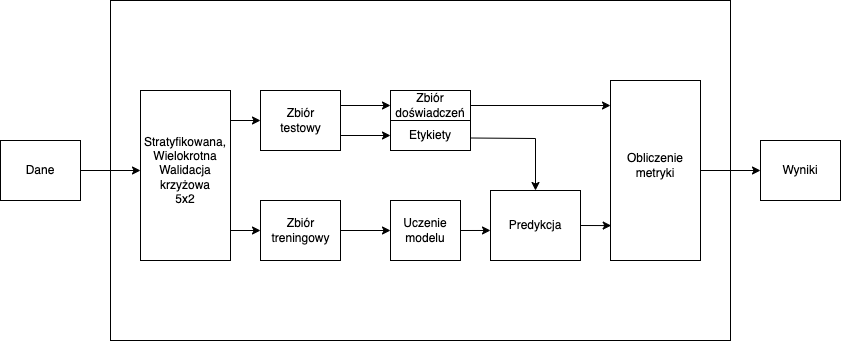 Dane
Stratyfikowana,
Wielokrotna
Walidacja
krzyżowa
5x2
Zbiór
testowy
Zbiór
treningowy
Zbiór
doświadczeń
Etykiety
Uczenie
modelu
Predykcja
Obliczenie
metryki
Wyniki